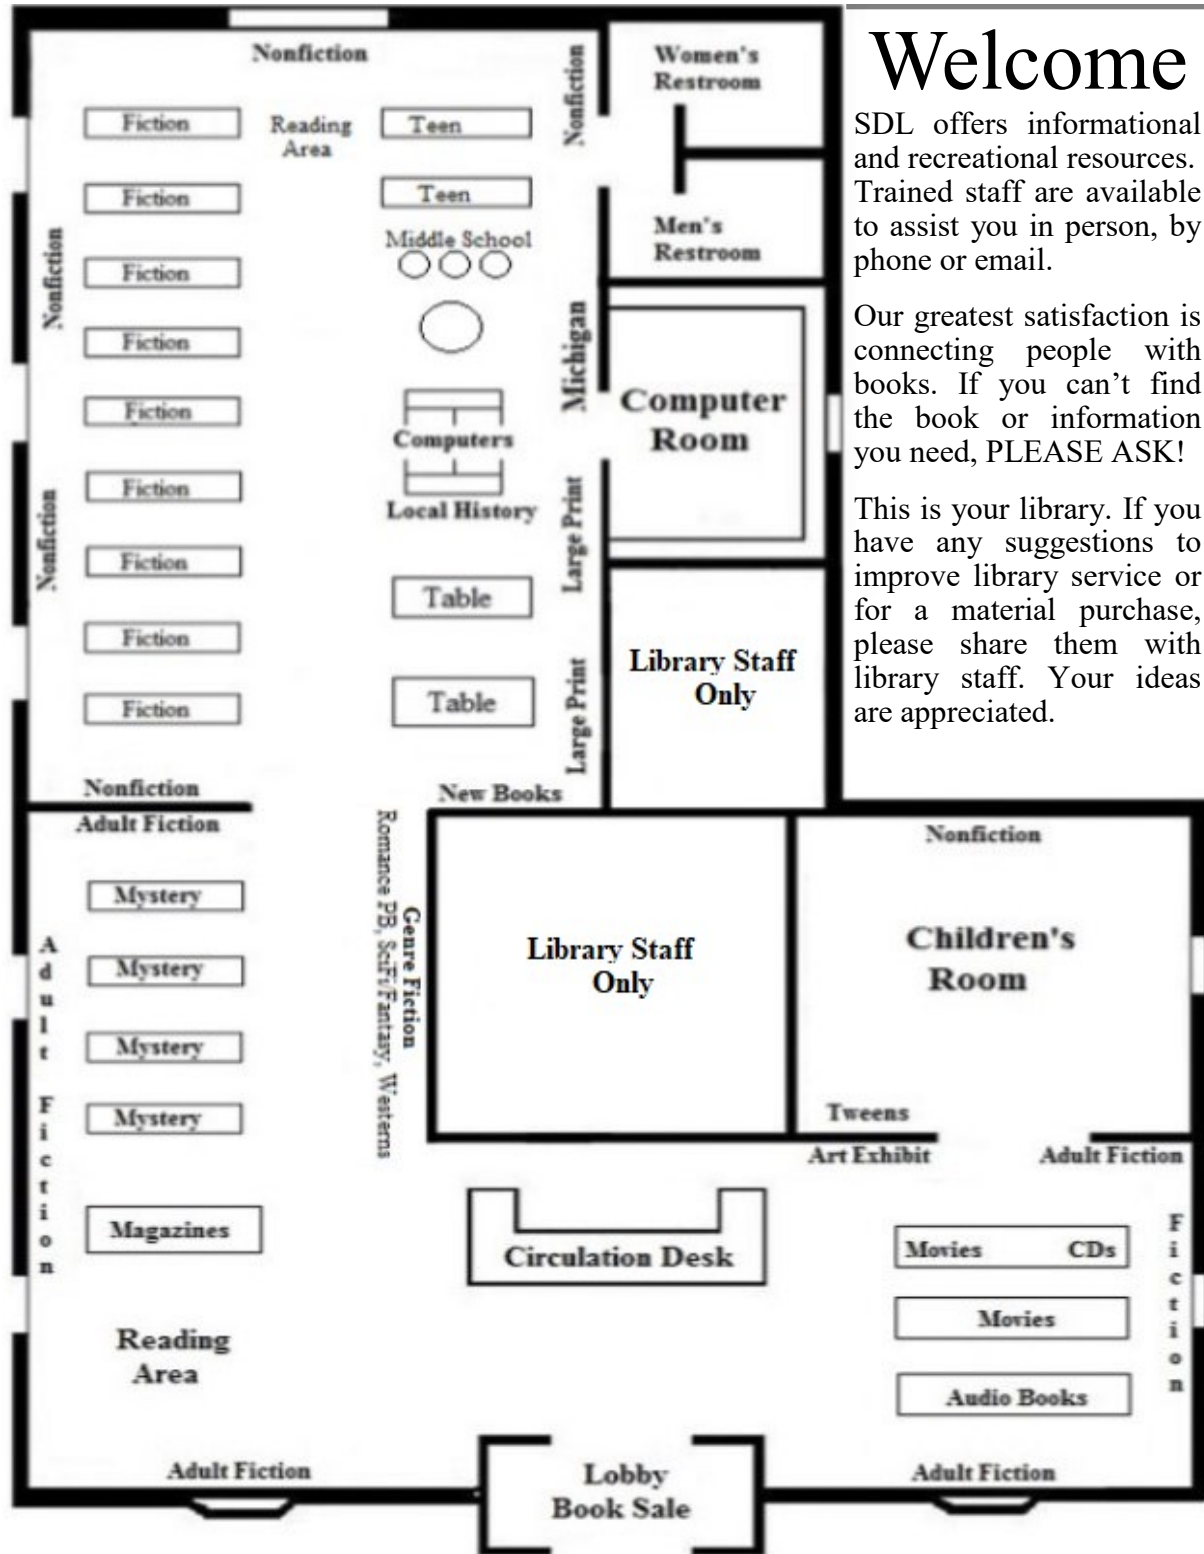 Welcome
SDL offers informational
and recreational resources.
Trained staff are available
to assist you in person, by
phone or email.
Our greatest satisfaction is
connecting people with
books. If you can't find
the book or information
you need, PLEASE ASK!
This is your library. If you
have any suggestions to
improve library service or
for a material purchase,
please share them with
library staff. Your ideas
are appreciated.
Nonfiction
Nonfiction
Women's
Restroom
Men's
Restroom
Fiction
Reading
Area
Teen
Fiction
Teen
Middle School
Nonfiction
Fiction
Fiction
Michigan
Computer
Room
Fiction
Computers
Local History
Nonfiction
Fiction
Large Print
Fiction
Table
Fiction
Library Staff
Only
Fiction
Table
Large Print
Nonfiction
New Books
Adult Fiction
Mystery
Mystery
Mystery
Mystery
Adult Fiction
Genre Fiction
Romance PB, SciFi/Fantasy, Westerns
Library Staff
Only
Nonfiction
Children's
Room
Tweens
Art Exhibit
Adult Fiction
Magazines
Circulation Desk
Movies CDs
Movies
Audio Books
Fiction
Reading
Area
Adult Fiction
Lobby
Book Sale
Adult Fiction